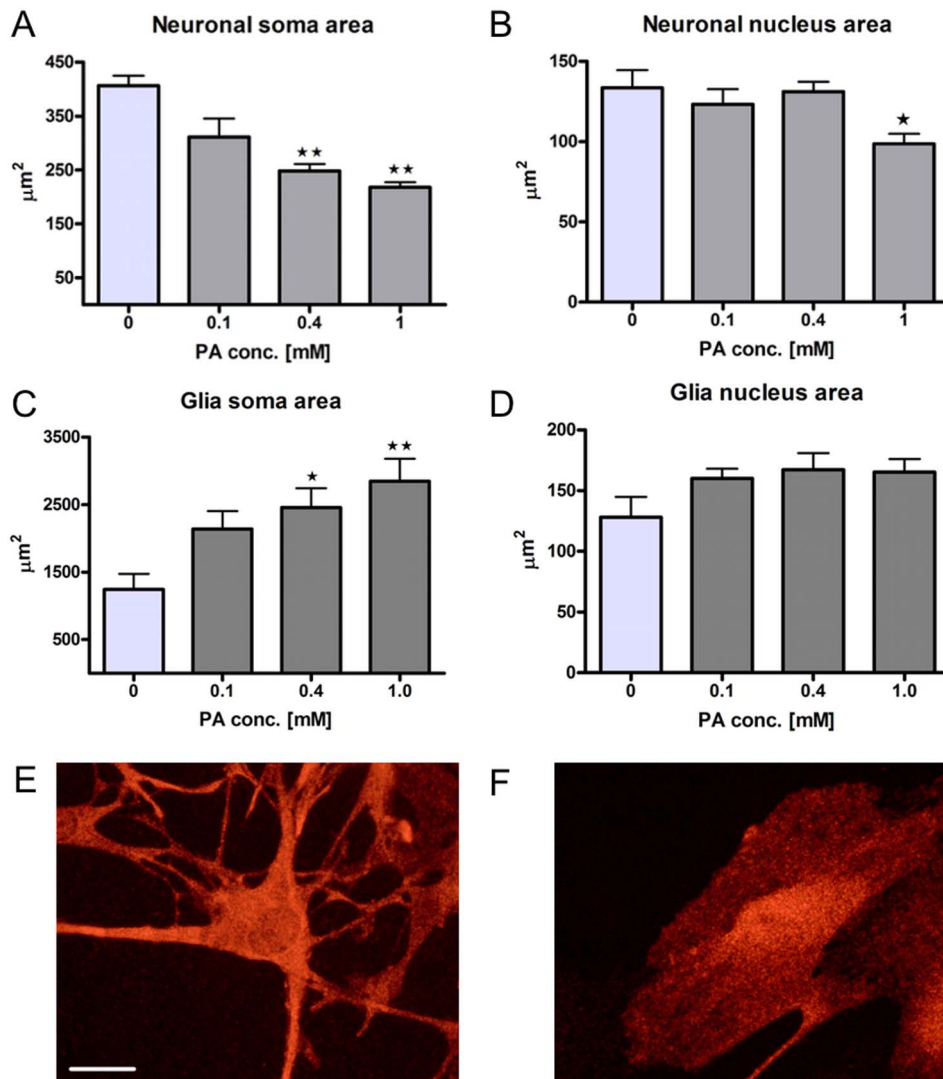 A
Neuronal soma area
450
350
250
150
50
μm²
★★
★★
0 0.1 0.4 1
PA conc. [mM]
B
Neuronal nucleus area
150
100
50
0
μm²
★
0 0.1 0.4 1
PA conc. [mM]
C
Glia soma area
3500
2500
1500
500
μm²
★
★★
0 0.1 0.4 1.0
PA conc. [mM]
D
Glia nucleus area
200
150
100
50
0
μm²
0 0.1 0.4 1.0
PA conc. [mM]
E
F